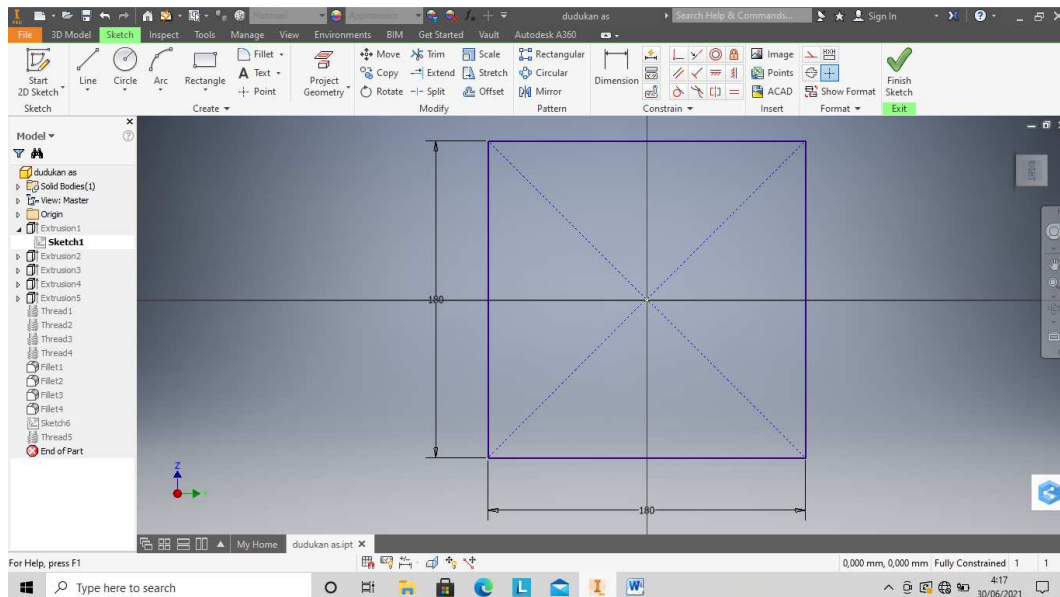 I PRO Material Appearance fx dudukan as Search Help & Commands... Sign In
File 3D Model Sketch Inspect Tools Manage View Environments BIM Get Started Vault Autodesk A360
Start 2D Sketch Line Circle Arc Rectangle Fillet A Text Point Project Geometry Move Trim Scale Copy Extend Stretch Rotate Split Offset Rectangular Circular Mirror Dimension Image Points ACAD Show Format Finish Sketch
Sketch Create Modify Pattern Constrain Insert Format Exit
Model
dudukan as
Solid Bodies(1)
View: Master
Origin
Extrusion1
Sketch1
Extrusion2
Extrusion3
Extrusion4
Extrusion5
Thread1
Thread2
Thread3
Thread4
Fillet1
Fillet2
Fillet3
Fillet4
Sketch6
Thread5
End of Part
RIGHT
180
180
Z
Y
My Home dudukan as.ipt
For Help, press F1 0,000 mm, 0,000 mm Fully Constrained 1 1
Type here to search L I W 4:17
30/06/2021